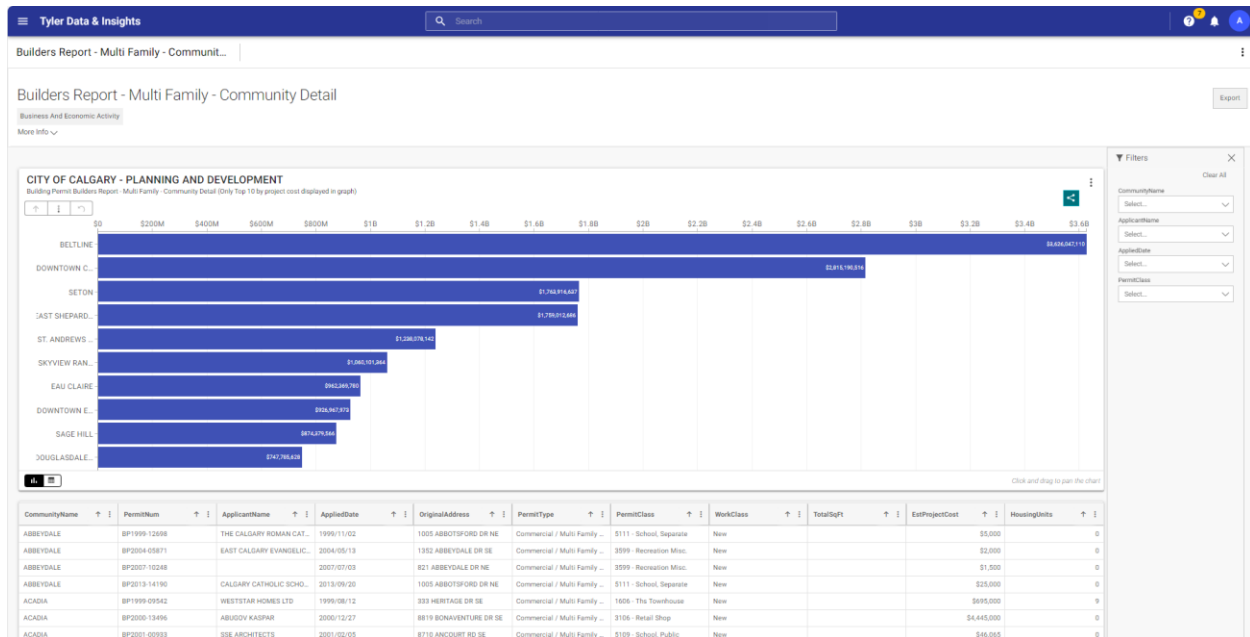 Tyler Data & Insights
Search
?
7
A
Builders Report - Multi Family - Communit...
Builders Report - Multi Family - Community Detail
Export
Business And Economic Activity
More Info
Filters
Clear All
CommunityName
Select...
ApplicantName
Select...
AppliedDate
Select...
PermitClass
Select...
CITY OF CALGARY - PLANNING AND DEVELOPMENT
Building Permit Builders Report - Multi Family - Community Detail (Only Top 10 by project cost displayed in graph)
$0 $200M $400M $600M $800M $1B $1.2B $1.4B $1.6B $1.8B $2B $2.2B $2.4B $2.6B $2.8B $3B $3.2B $3.4B $3.6B
BELTLINE
DOWNTOWN C...
SETON
EAST SHEPARD...
ST. ANDREWS ...
SKYVIEW RAN...
EAU CLAIRE
DOWNTOWN E...
SAGE HILL $874,379,566
DOUGLASDALE... $747,785,628
Click and drag to pan the chart
CommunityName PermitNum ApplicantName AppliedDate OriginalAddress PermitType PermitClass WorkClass TotalSqFt EstProjectCost HousingUnits
ABBEYDALE BP1999-12698 THE CALGARY ROMAN CAT... 1999/11/02 1005 ABBOTSFORD DR NE Commercial / Multi Family ... 5111 - School, Separate New $5,000 0
ABBEYDALE BP2004-05871 EAST CALGARY EVANGELIC... 2004/05/13 1352 ABBEYDALE DR SE Commercial / Multi Family ... 3599 - Recreation Misc. New $2,000 0
ABBEYDALE BP2007-10248 2007/07/03 821 ABBEYDALE DR NE Commercial / Multi Family ... 3599 - Recreation Misc. New $1,500 0
ABBEYDALE BP2013-14190 CALGARY CATHOLIC SCHO... 2013/09/20 1005 ABBOTSFORD DR NE Commercial / Multi Family ... 5111 - School, Separate New $25,000 0
ACADIA BP1999-09542 WESTSTAR HOMES LTD 1999/08/12 333 HERITAGE DR SE Commercial / Multi Family ... 1606 - Ths Townhouse New $695,000 9
ACADIA BP2000-13496 ABUGOV KASPAR 2000/12/27 8819 BONAVENTURE DR SE Commercial / Multi Family ... 3106 - Retail Shop New $4,445,000 0
ACADIA BP2001-00933 SSE ARCHITECTS 2001/02/05 8710 ANCOURT RD SE Commercial / Multi Family ... 5109 - School, Public New $46,065 0